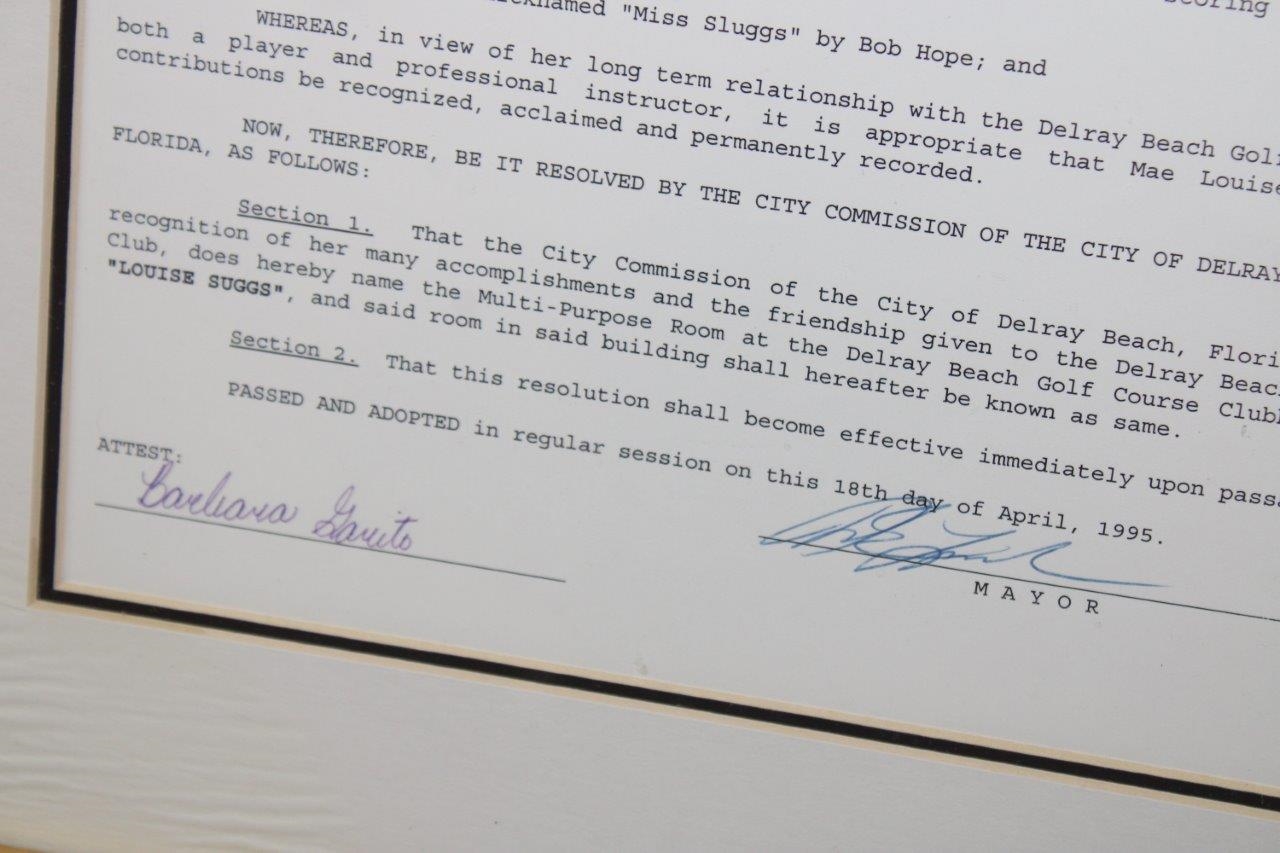 "Miss Sluggs" by Bob Hope; and
WHEREAS, in view of her long term relationship with the Delray Beach
both a player and professional instructor, it is appropriate that Mae Louise
contributions be recognized, acclaimed and permanently recorded.
NOW, THEREFORE, BE IT RESOLVED BY THE CITY COMMISSION OF THE CITY OF DELRAY
FLORIDA, AS FOLLOWS:
Section 1. That the City Commission of the City of Delray Beach, Flori
recognition of her many accomplishments and the friendship given to the Delray Beac
Club, does hereby name the Multi-Purpose Room at the Delray Beach Golf Course Club
"LOUISE SUGGS", and said room in said building shall hereafter be known as same.
Section 2. That this resolution shall become effective immediately upon pass
PASSED AND ADOPTED in regular session on this 18th day of April, 1995.
ATTEST:
Barbara Garito
MAYOR